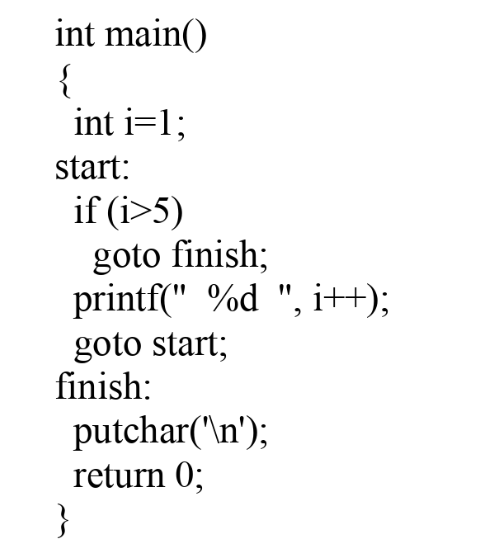 int main()
{
int i=1;
start:
if (i>5)
goto finish;
printf("  %d  ", i++);
goto start;
finish:
putchar('\n');
return 0;
}